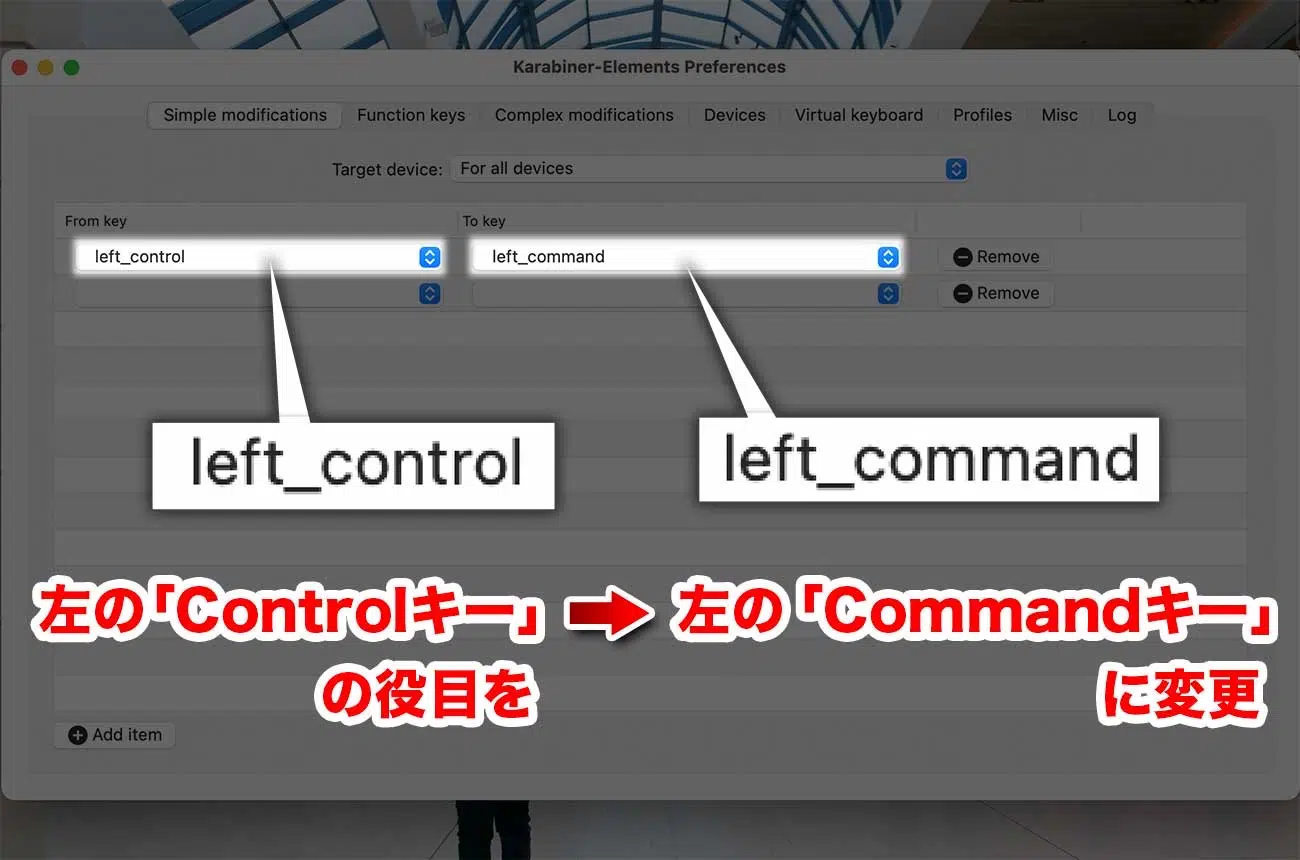 Karabiner-Elements Preferences
Simple modifications Function keys Complex modifications Devices Virtual keyboard Profiles Misc Log
Target device: For all devices
From key To key
left_control left_command Remove
Remove
left_control left_command
左の「Controlキー」 左の「Commandキー」
の役目を に変更
Add item